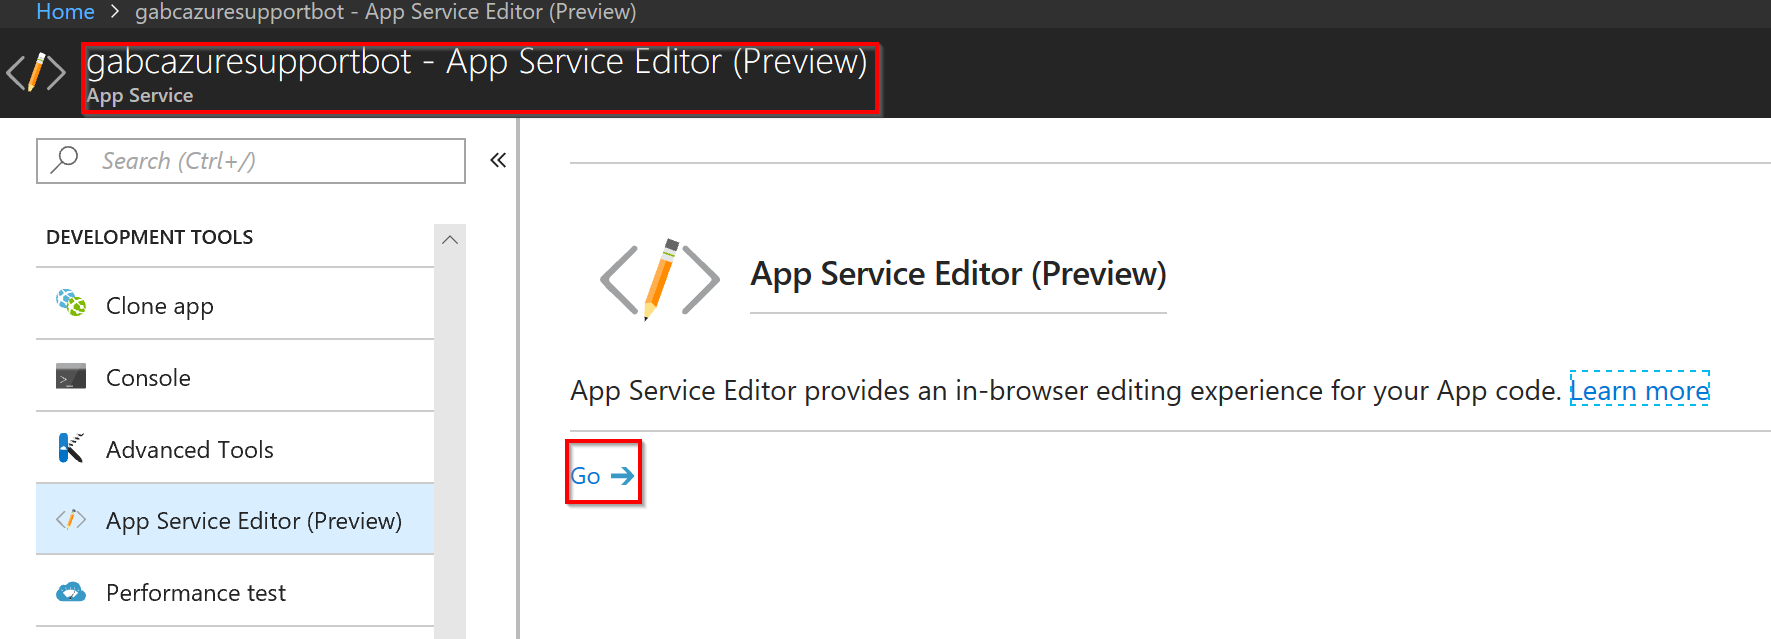 Home > gabcazuresupportbot - App Service Editor (Preview)
gabcazuresupportbot - App Service Editor (Preview)
App Service
Search (Ctrl+/)
«
DEVELOPMENT TOOLS
Clone app
Console
Advanced Tools
App Service Editor (Preview)
Performance test
App Service Editor (Preview)
App Service Editor provides an in-browser editing experience for your App code. Learn more
Go →